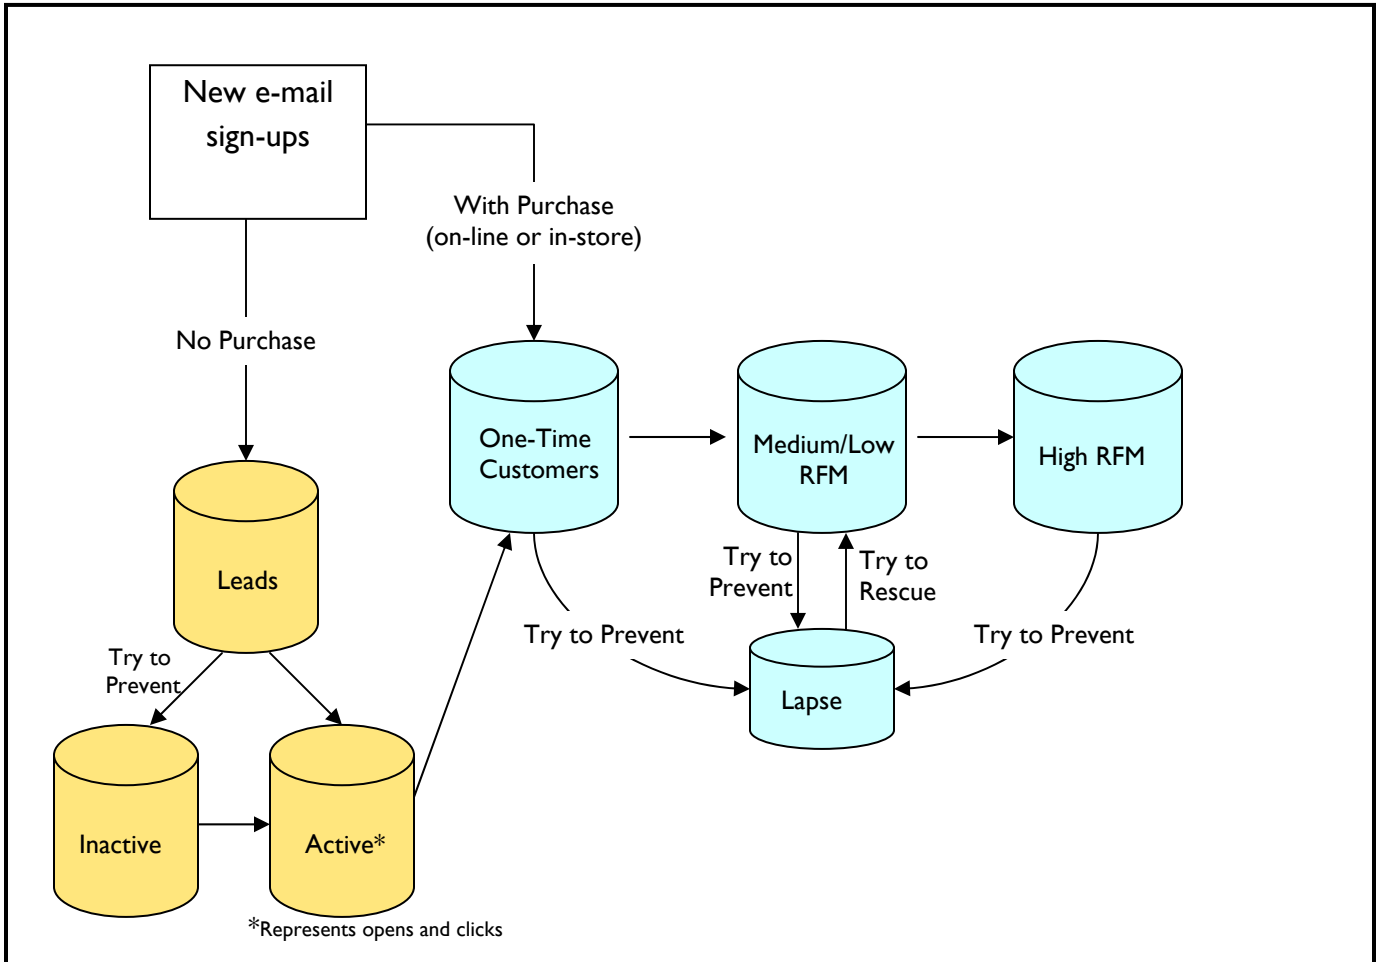 New e-mail
sign-ups
With Purchase
(on-line or in-store)
No Purchase
One-Time
Customers
Medium/Low
RFM
High RFM
Leads
Try to
Prevent
Try to
Rescue
Try to Prevent
Try to Prevent
Try to
Prevent
Lapse
Inactive
Active*
*Represents opens and clicks